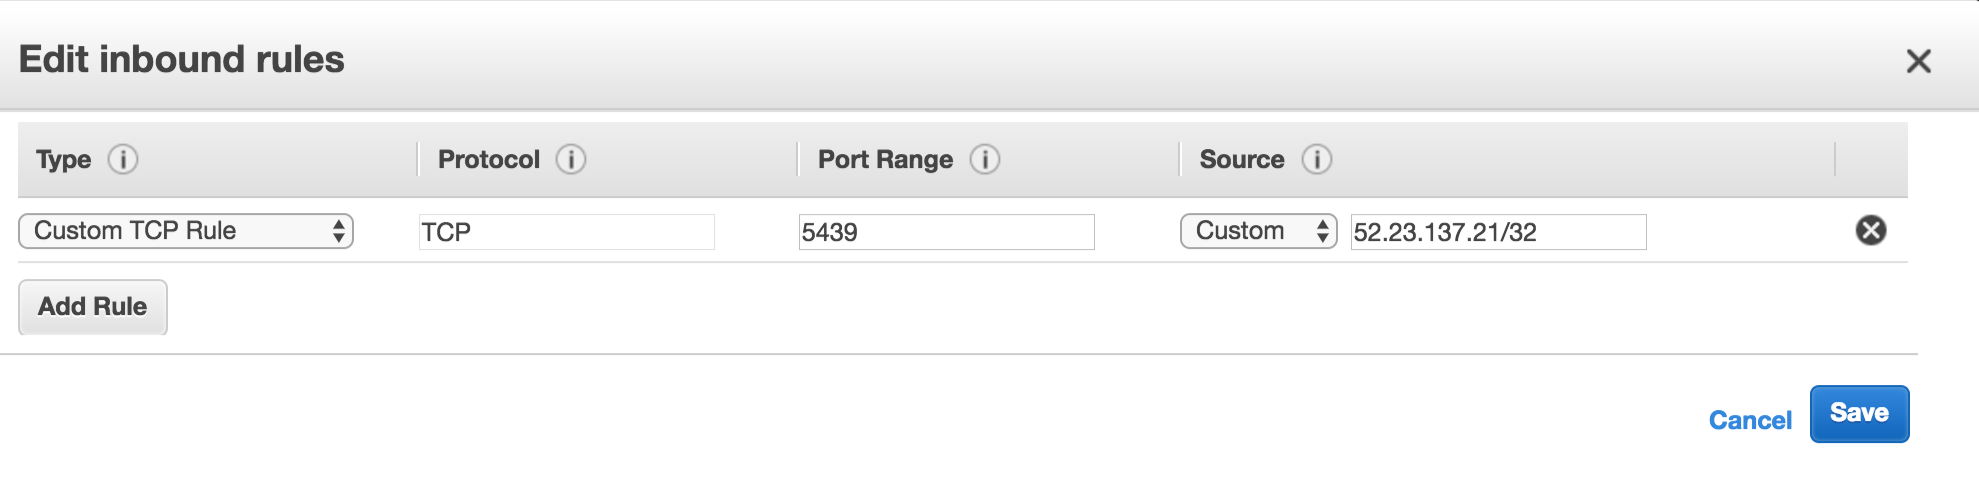 Edit inbound rules
Type Protocol Port Range Source
Custom TCP Rule TCP 5439 Custom 52.23.137.21/32
Add Rule
Cancel Save